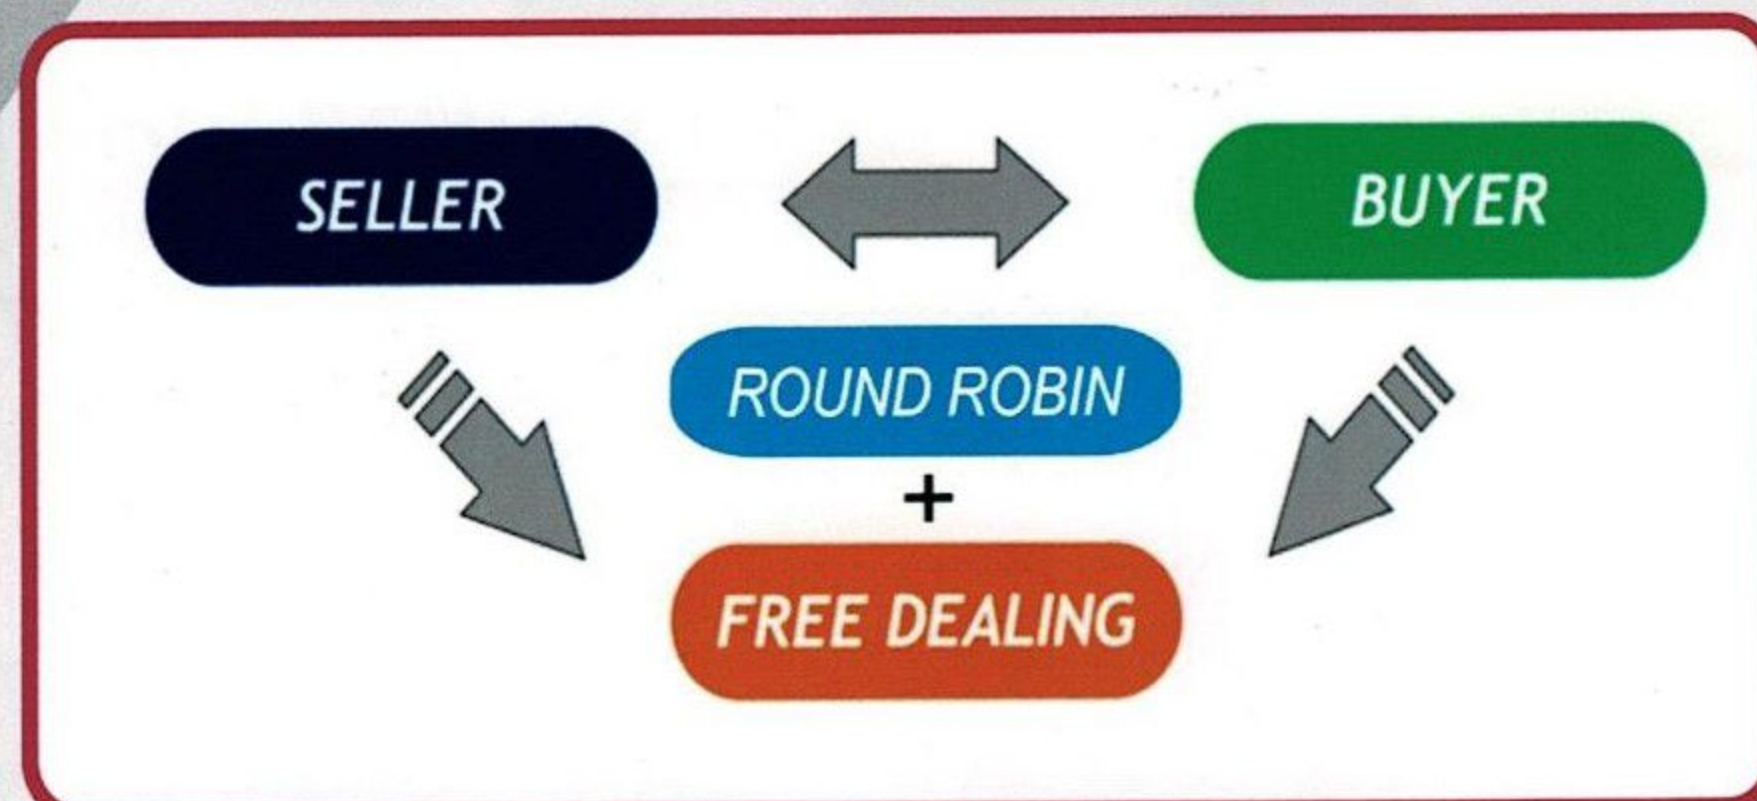 SELLER
BUYER
ROUND ROBIN
+
FREE DEALING